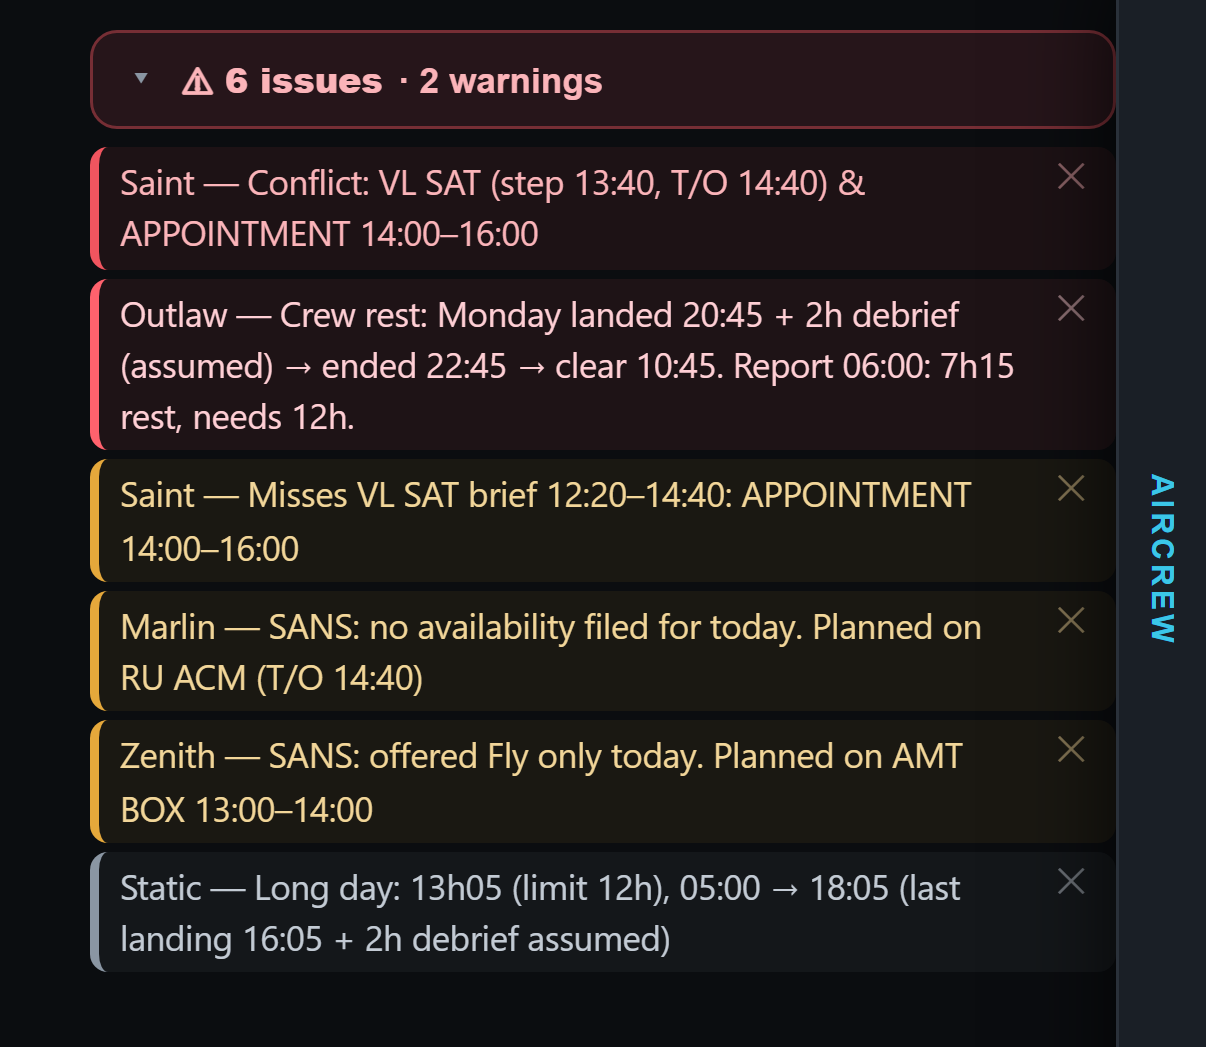 ▼ ⚠ 6 issues · 2 warnings
Saint — Conflict: VL SAT (step 13:40, T/O 14:40) &
APPOINTMENT 14:00–16:00
Outlaw — Crew rest: Monday landed 20:45 + 2h debrief
(assumed) → ended 22:45 → clear 10:45. Report 06:00: 7h15
rest, needs 12h.
Saint — Misses VL SAT brief 12:20–14:40: APPOINTMENT
14:00–16:00
Marlin — SANS: no availability filed for today. Planned on
RU ACM (T/O 14:40)
Zenith — SANS: offered Fly only today. Planned on AMT
BOX 13:00–14:00
Static — Long day: 13h05 (limit 12h), 05:00 → 18:05 (last
landing 16:05 + 2h debrief assumed)
AIRCREW